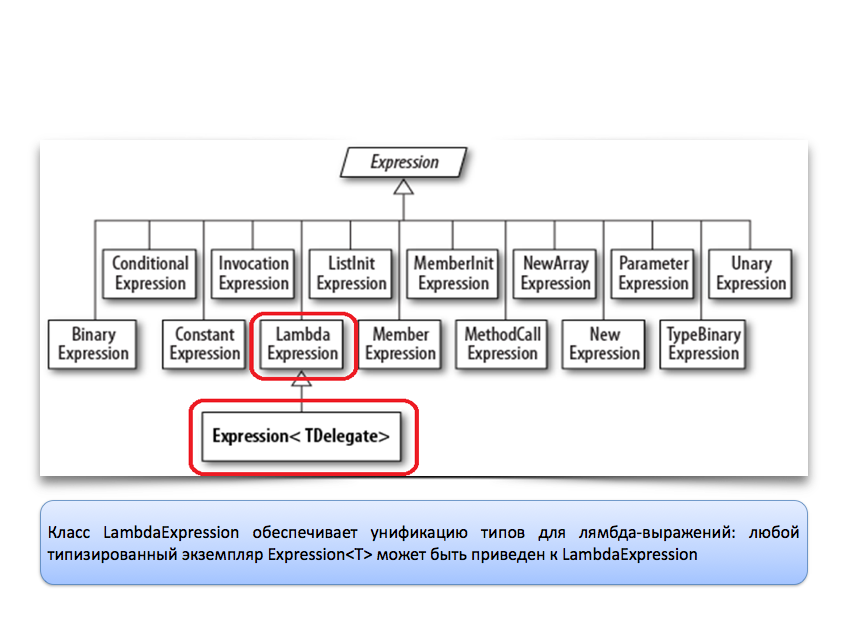 Expression
Conditional
Expression
Invocation
Expression
ListInit
Expression
MemberInit
Expression
NewArray
Expression
Parameter
Expression
Unary
Expression
Binary
Expression
Constant
Expression
Lambda
Expression
Member
Expression
MethodCall
Expression
New
Expression
TypeBinary
Expression
Expression< TDelegate>
Класс LambdaExpression обеспечивает унификацию типов для лямбда-выражений: любой
типизированный экземпляр Expression<T> может быть приведен к LambdaExpression